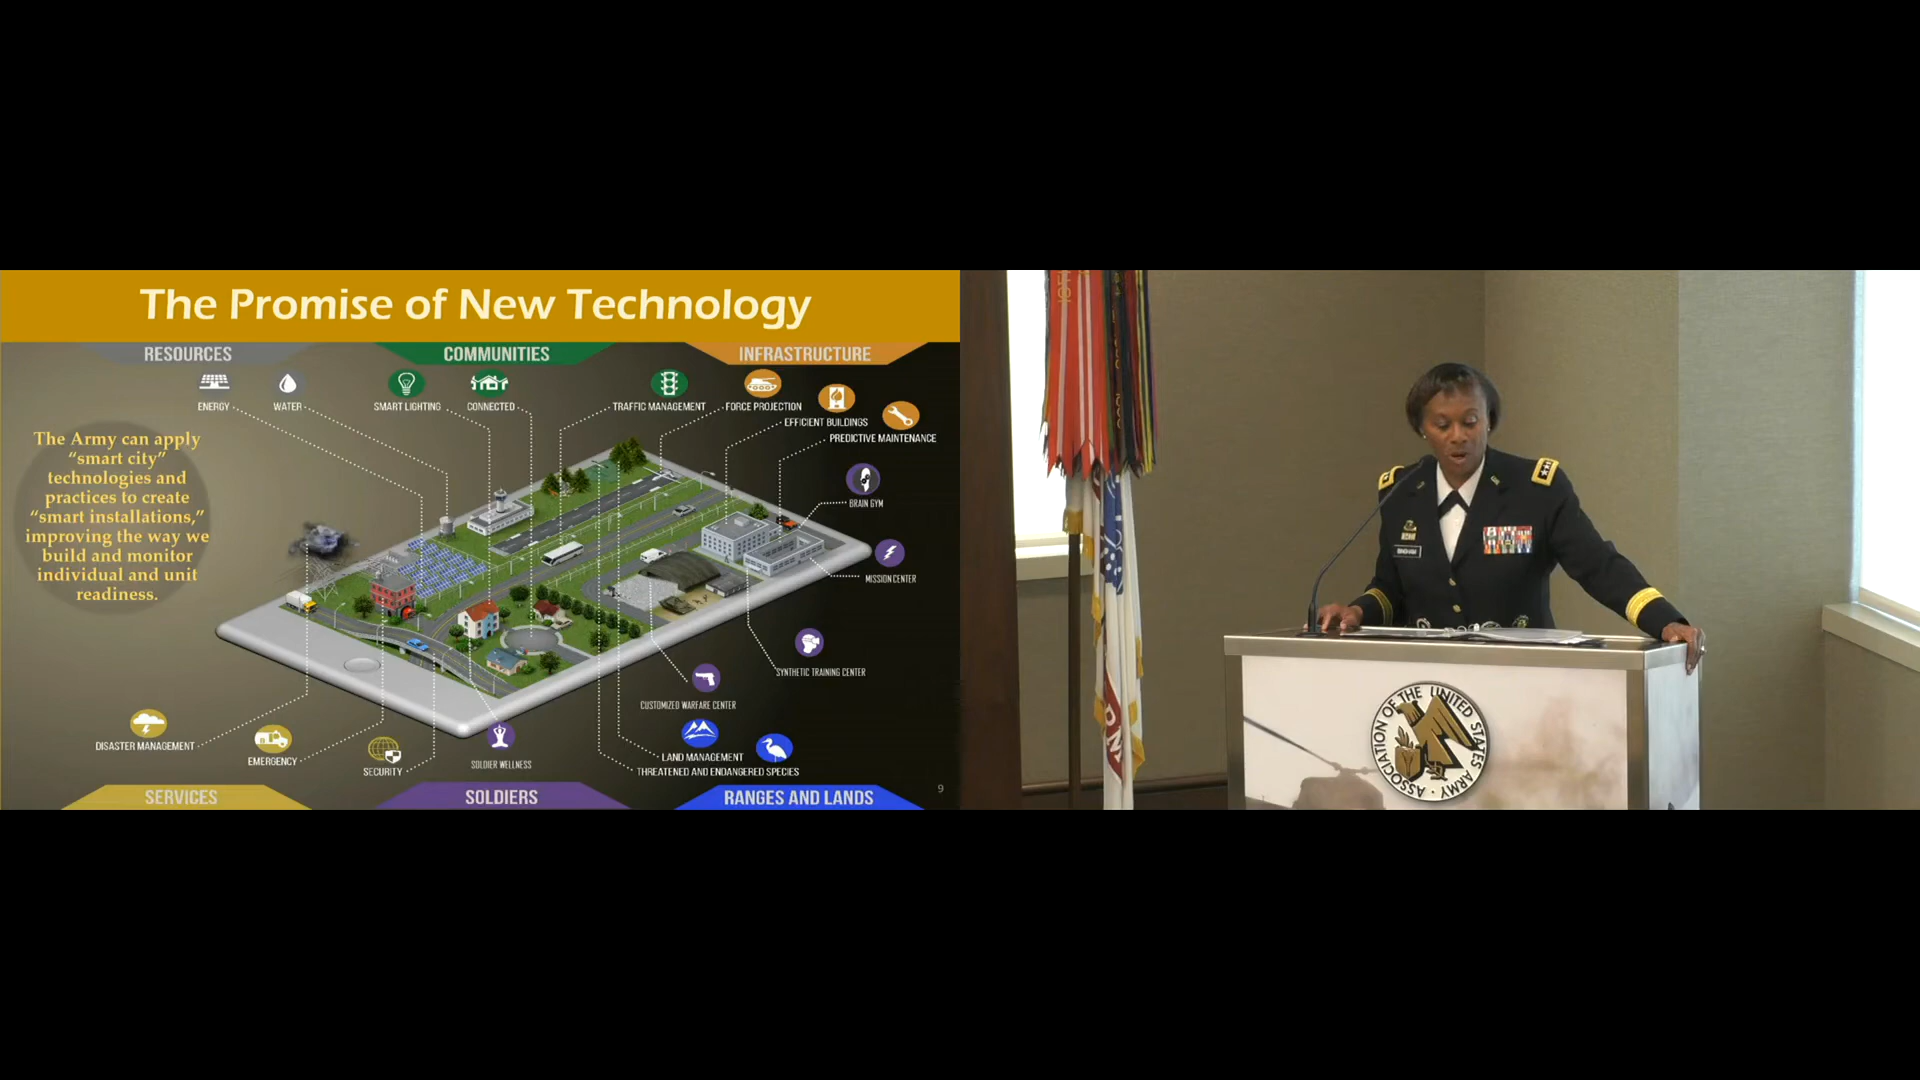 The Promise of New Technology
RESOURCES
COMMUNITIES
INFRASTRUCTURE
ENERGY
WATER
SMART LIGHTING
CONNECTED
TRAFFIC MANAGEMENT
FORCE PROJECTION
EFFICIENT BUILDINGS
PREDICTIVE MAINTENANCE
The Army can apply
“smart city”
technologies and
practices to create
“smart installations,”
improving the way we
build and monitor
individual and unit
readiness.
BRAIN GYM
MISSION CENTER
SYNTHETIC TRAINING CENTER
CUSTOMIZED WARFARE CENTER
DISASTER MANAGEMENT
EMERGENCY
SECURITY
SOLDIER WELLNESS
LAND MANAGEMENT
THREATENED AND ENDANGERED SPECIES
9
SERVICES
SOLDIERS
RANGES AND LANDS
BINGHAM
ASSOCIATION OF THE UNITED STATES ARMY